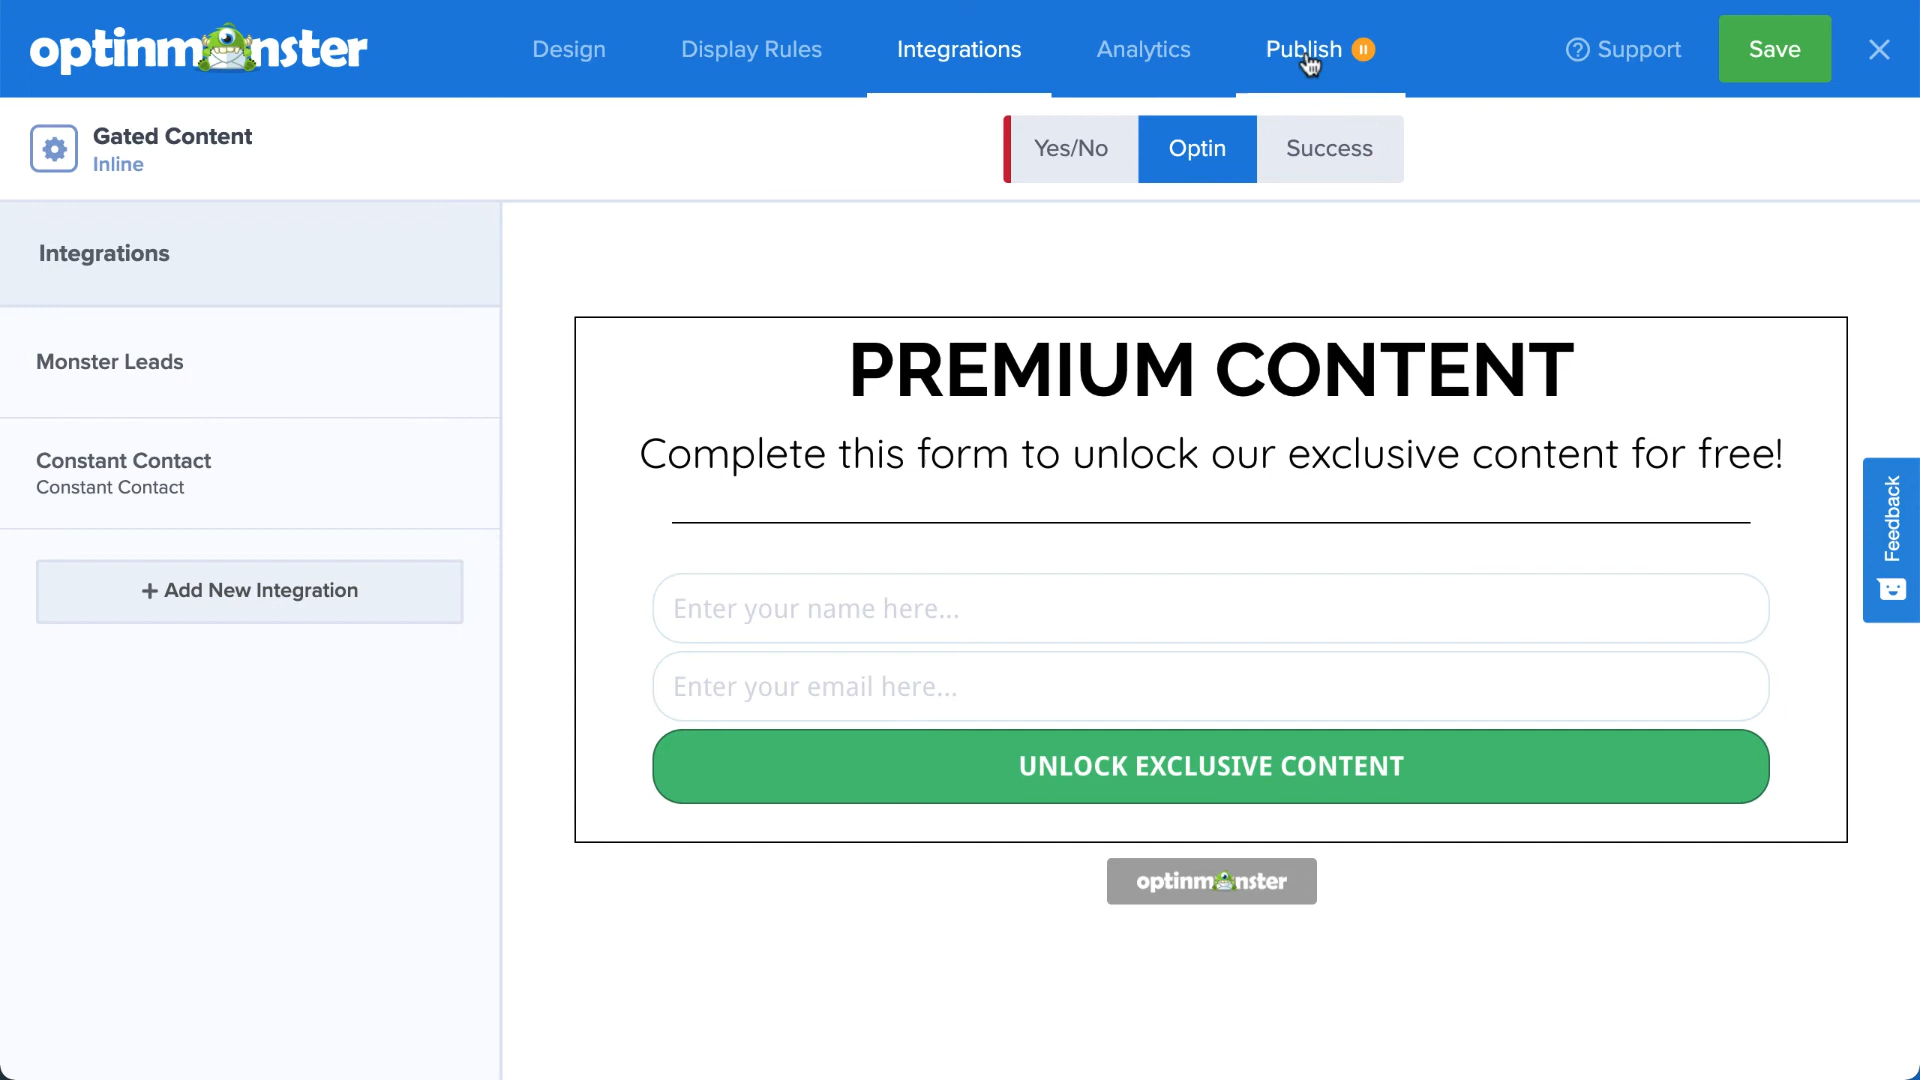 optinmonster
Design
Display Rules
Integrations
Analytics
Publish
Support
Save
Gated Content
Inline
Yes/No
Optin
Success
Integrations
Monster Leads
Constant Contact
Constant Contact
+ Add New Integration
PREMIUM CONTENT
Complete this form to unlock our exclusive content for free!
Enter your name here...
Enter your email here...
UNLOCK EXCLUSIVE CONTENT
optinmonster
Feedback